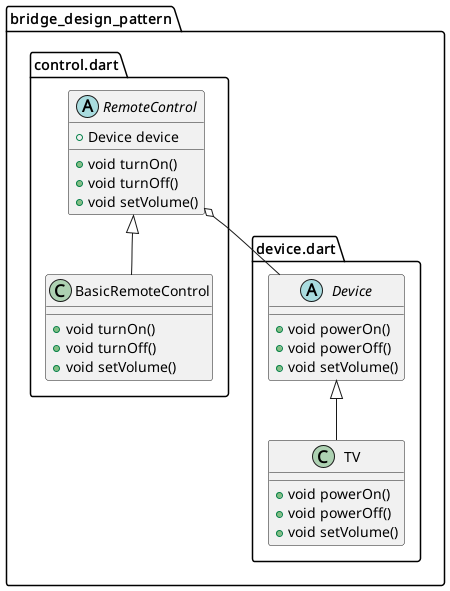 bridge_design_pattern
control.dart
A RemoteControl
Device device
void turnOn()
void turnOff()
void setVolume()
C BasicRemoteControl
void turnOn()
void turnOff()
void setVolume()
device.dart
A Device
void powerOn()
void powerOff()
void setVolume()
C TV
void powerOn()
void powerOff()
void setVolume()